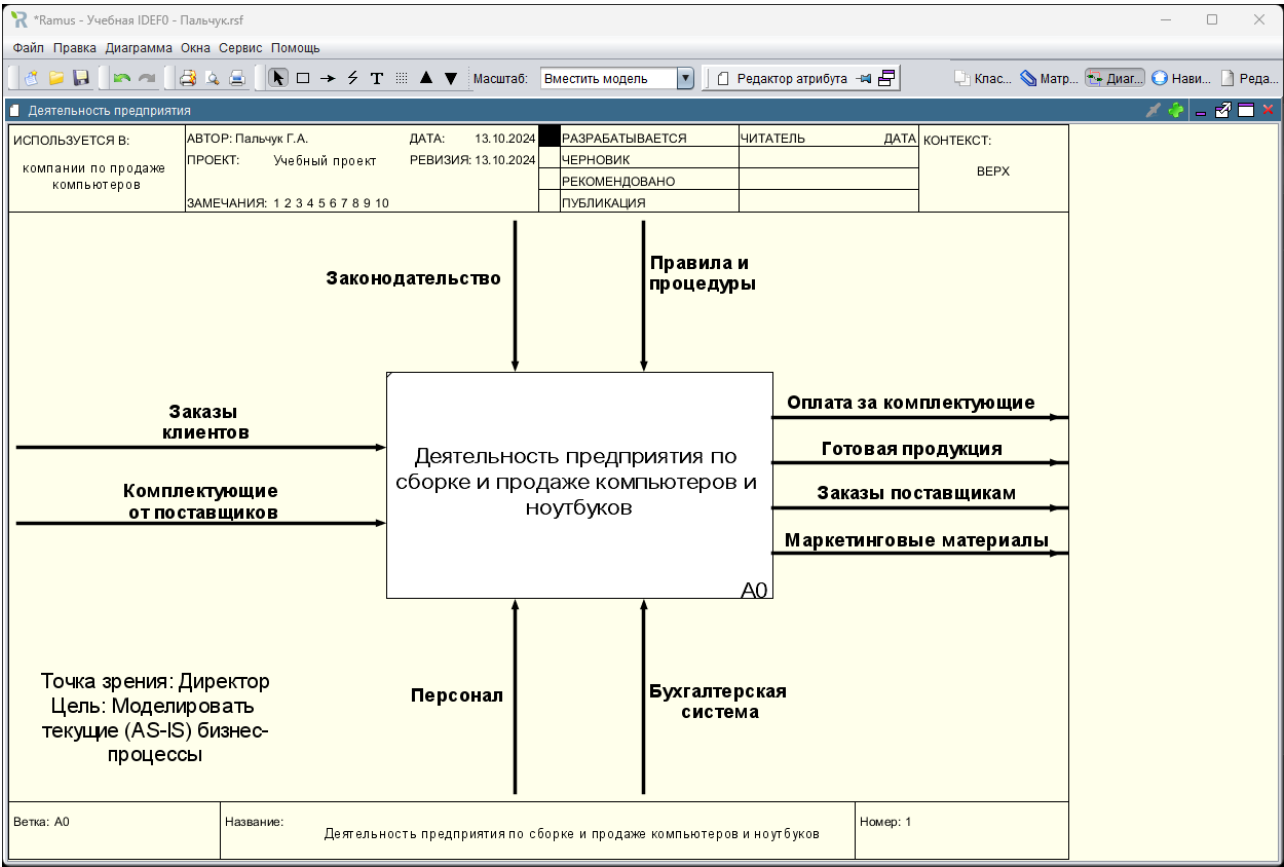 *Ramus - Учебная IDEF0 - Пальчук.rsf
Файл Правка Диаграмма Окна Сервис Помощь
T Масштаб: Вместить модель Редактор атрибута Клас... Матр... Диаг... Нави... Реда...
Деятельность предприятия
ИСПОЛЬЗУЕТСЯ В:
компании по продаже
компьютеров
АВТОР: Пальчук Г.А. ДАТА: 13.10.2024
ПРОЕКТ: Учебный проект РЕВИЗИЯ: 13.10.2024
ЗАМЕЧАНИЯ: 1 2 3 4 5 6 7 8 9 10
РАЗРАБАТЫВАЕТСЯ
ЧЕРНОВИК
РЕКОМЕНДОВАНО
ПУБЛИКАЦИЯ
ЧИТАТЕЛЬ ДАТА
КОНТЕКСТ:
ВЕРХ
Законодательство
Правила и
процедуры
Заказы
клиентов
Комплектующие
от поставщиков
Деятельность предприятия по
сборке и продаже компьютеров и
ноутбуков
A0
Оплата за комплектующие
Готовая продукция
Заказы поставщикам
Маркетинговые материалы
Точка зрения: Директор
Цель: Моделировать
текущие (AS-IS) бизнес-
процессы
Персонал
Бухгалтерская
система
Ветка: A0
Название:
Деятельность предприятия по сборке и продаже компьютеров и ноутбуков
Номер: 1